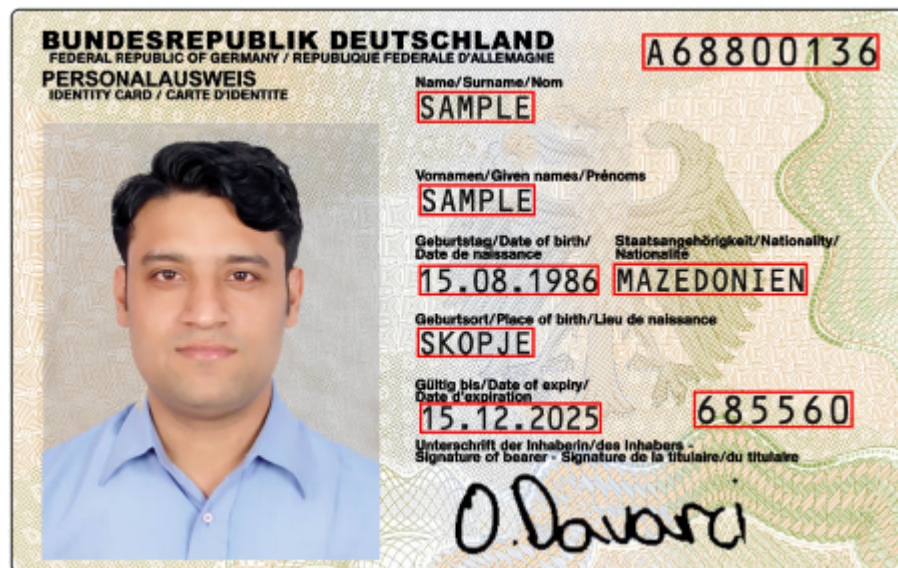 BUNDESREPUBLIK DEUTSCHLAND
FEDERAL REPUBLIC OF GERMANY / REPUBLIQUE FEDERALE D'ALLEMAGNE
A68800136
PERSONALAUSWEIS
IDENTITY CARD / CARTE D'IDENTITE
Name/Surname/Nom
SAMPLE
Vornamen/Given names/Prénoms
SAMPLE
Geburtstag/Date of birth/
Date de naissance
Staatsangehörigkeit/Nationality/
Nationalité
15.08.1986 MAZEDONIEN
Geburtsort/Place of birth/Lieu de naissance
SKOPJE
Gültig bis/Date of expiry/
Date d'expiration
15.12.2025
685560
Unterschrift der Inhaberin/des Inhabers -
Signature of bearer - Signature de la titulaire/du titulaire
O.Davarci